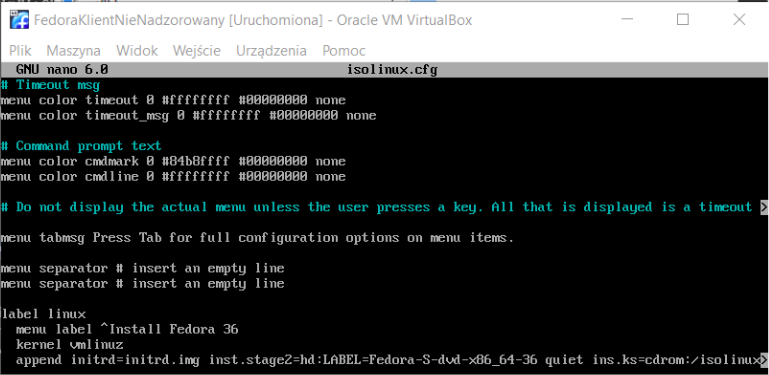 FedoraKlientNieNadzorowany [Uruchomiona] - Oracle VM VirtualBox
Plik Maszyna Widok Wejście Urządzenia Pomoc
GNU nano 6.0 isolinux.cfg
# Timeout msg
menu color timeout 0 #ffffffff #00000000 none
menu color timeout_msg 0 #ffffffff #00000000 none
# Command prompt text
menu color cmdmark 0 #84b8ffff #00000000 none
menu color cmdline 0 #ffffffff #00000000 none
# Do not display the actual menu unless the user presses a key. All that is displayed is a timeout >
menu tabmsg Press Tab for full configuration options on menu items.
menu separator # insert an empty line
menu separator # insert an empty line
label linux
menu label ^Install Fedora 36
kernel vmlinuz
append initrd=initrd.img inst.stage2=hd:LABEL=Fedora-S-dvd-x86_64-36 quiet ins.ks=cdrom:/isolinux>